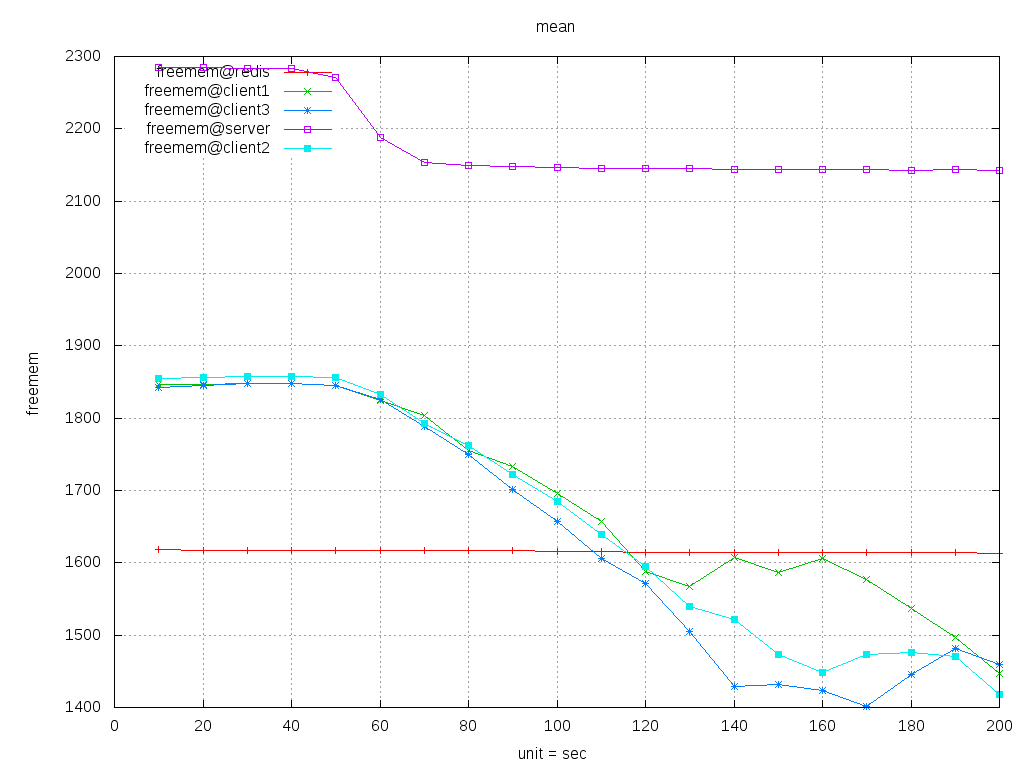 mean
2300
2200
2100
2000
1900
1800
1700
1600
1500
1400
freemem
freemem@redis
freemem@client1
freemem@client3
freemem@server
freemem@client2
0 20 40 60 80 100 120 140 160 180 200
unit = sec